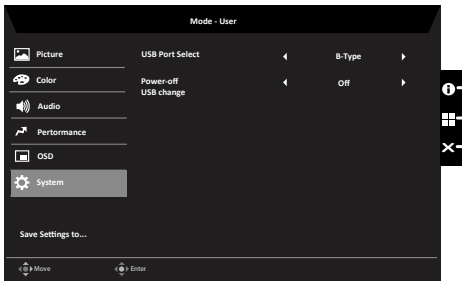 Mode - User
Picture
USB Port Select
B-Type
Color
Power-off
Off
USB change
Audio
Pertormance
OSD
System
Save Settings to...
Move
Enter